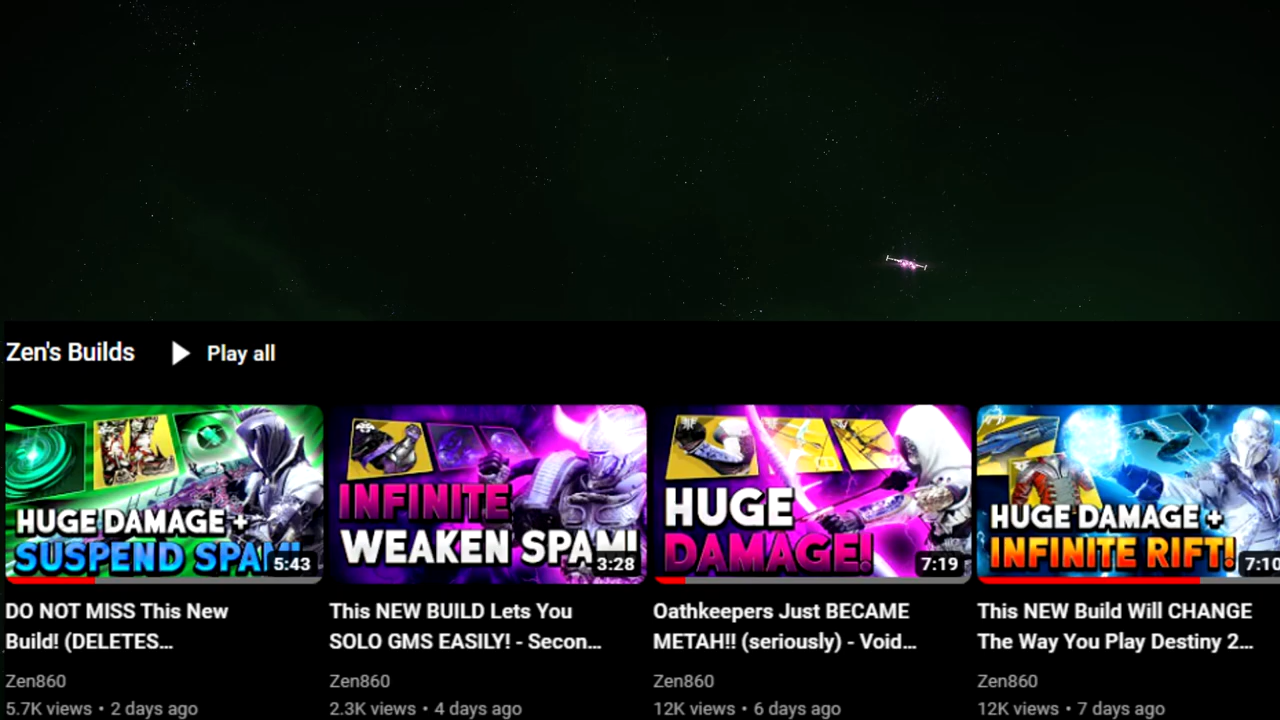 Zen's Builds Play all
HUGE DAMAGE +
SUSPEND SPAM!
5:43
INFINITE
WEAKEN SPAM!
3:28
HUGE
DAMAGE!
7:19
HUGE DAMAGE +
INFINITE RIFT!
7:10
DO NOT MISS This New
Build! (DELETES...
Zen860
5.7K views • 2 days ago
This NEW BUILD Lets You
SOLO GMS EASILY! - Secon...
Zen860
2.3K views • 4 days ago
Oathkeepers Just BECAME
METAH!! (seriously) - Void...
Zen860
12K views • 6 days ago
This NEW Build Will CHANGE
The Way You Play Destiny 2...
Zen860
12K views • 7 days ago